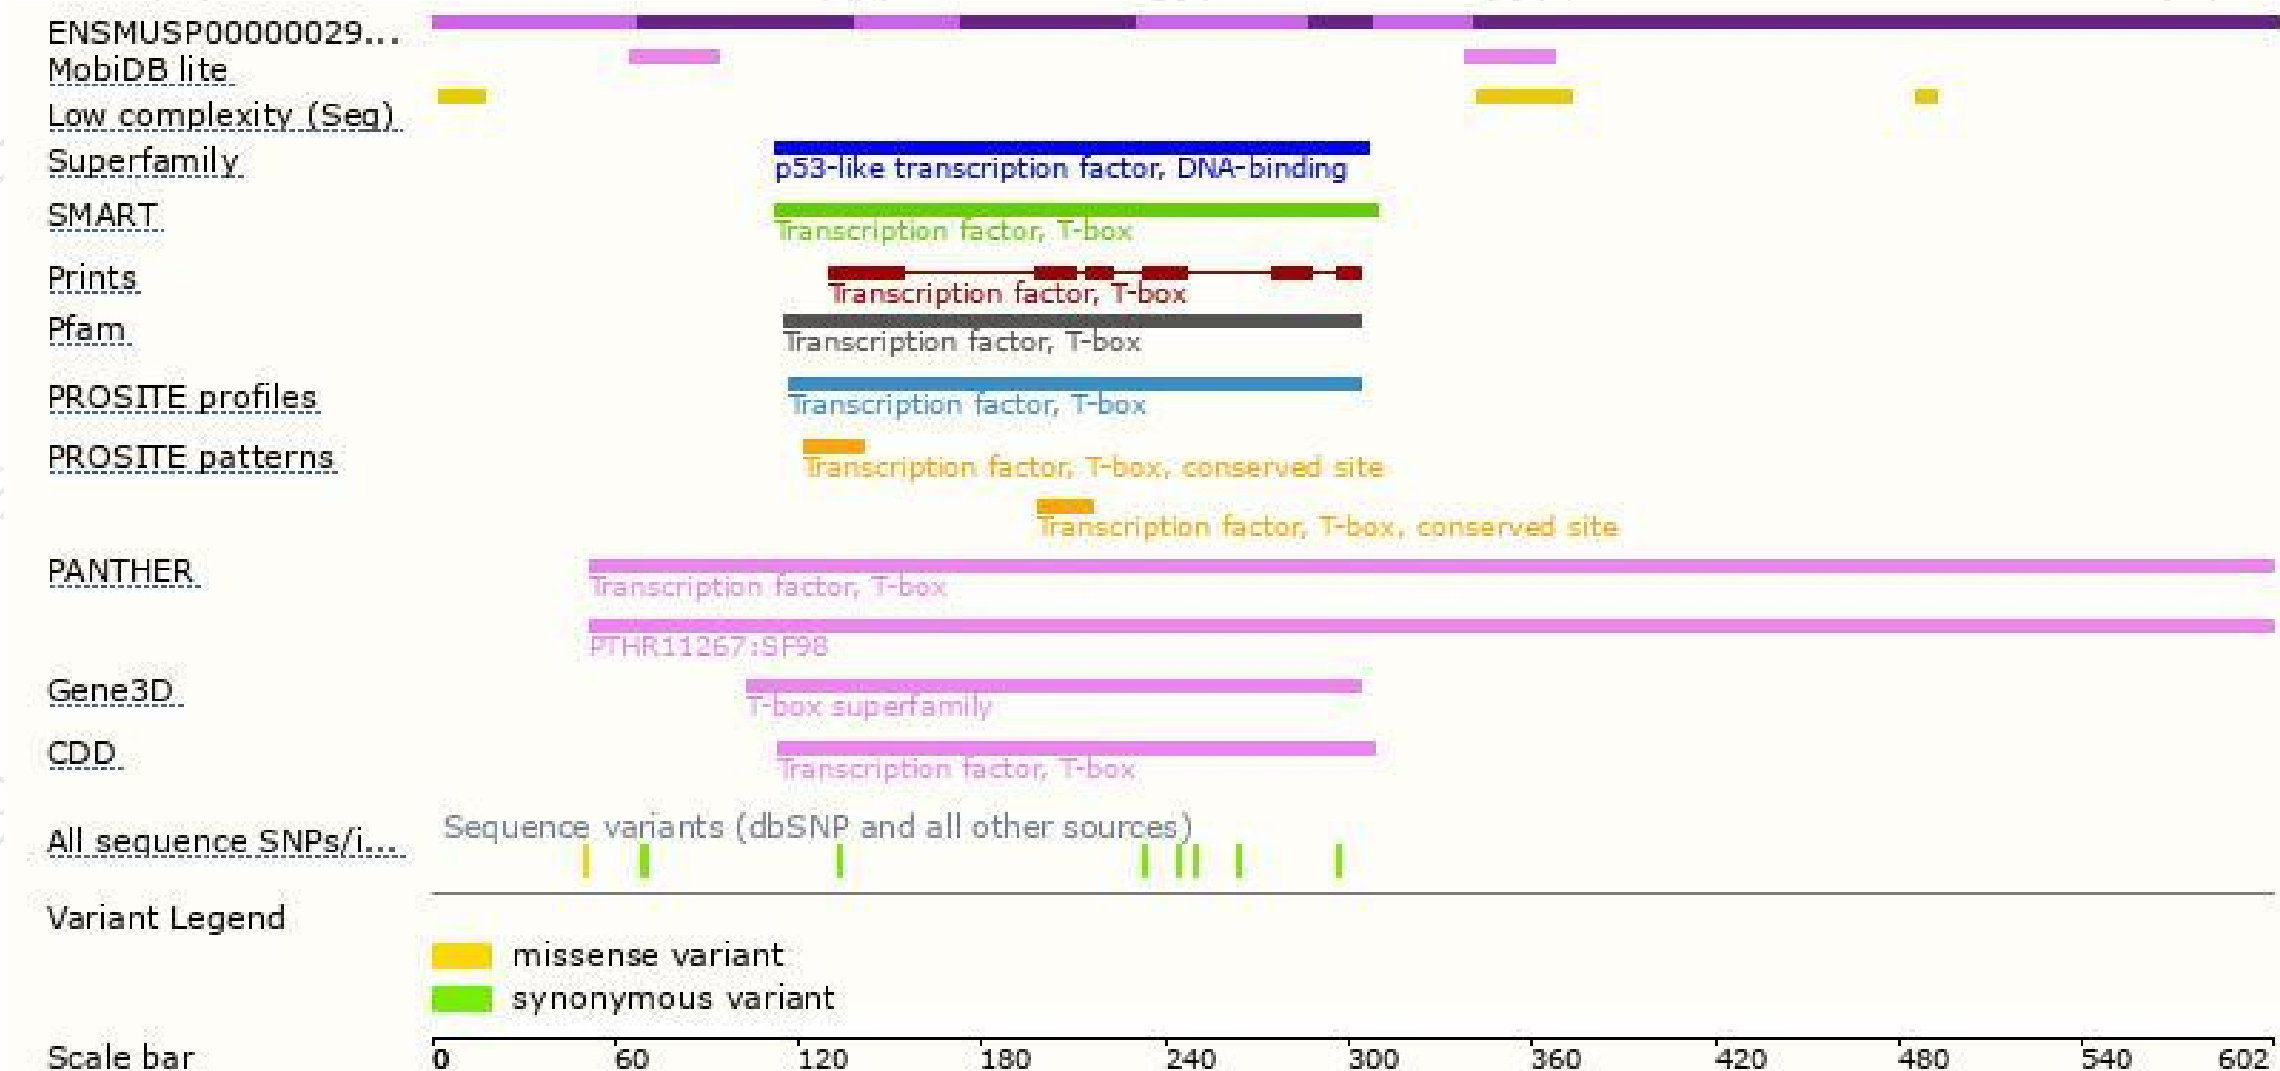 ENSMUSP00000029...
MobiDB lite
Low complexity (Seg)
Superfamily
p53-like transcription factor, DNA-binding
SMART
Transcription factor, T-box
Prints
Transcription factor, T-box
Pfam
Transcription factor, T-box
PROSITE profiles
Transcription factor, T-box
PROSITE patterns
Transcription factor, T-box, conserved site
Transcription factor, T-box, conserved site
PANTHER
Transcription factor, T-box
PTHR11267:SF98
Gene3D
T-box superfamily
CDD
Transcription factor, T-box
Sequence variants (dbSNP and all other sources)
All sequence SNPs/i...
Variant Legend
missense variant
synonymous variant
Scale bar 0 60 120 180 240 300 360 420 480 540 602